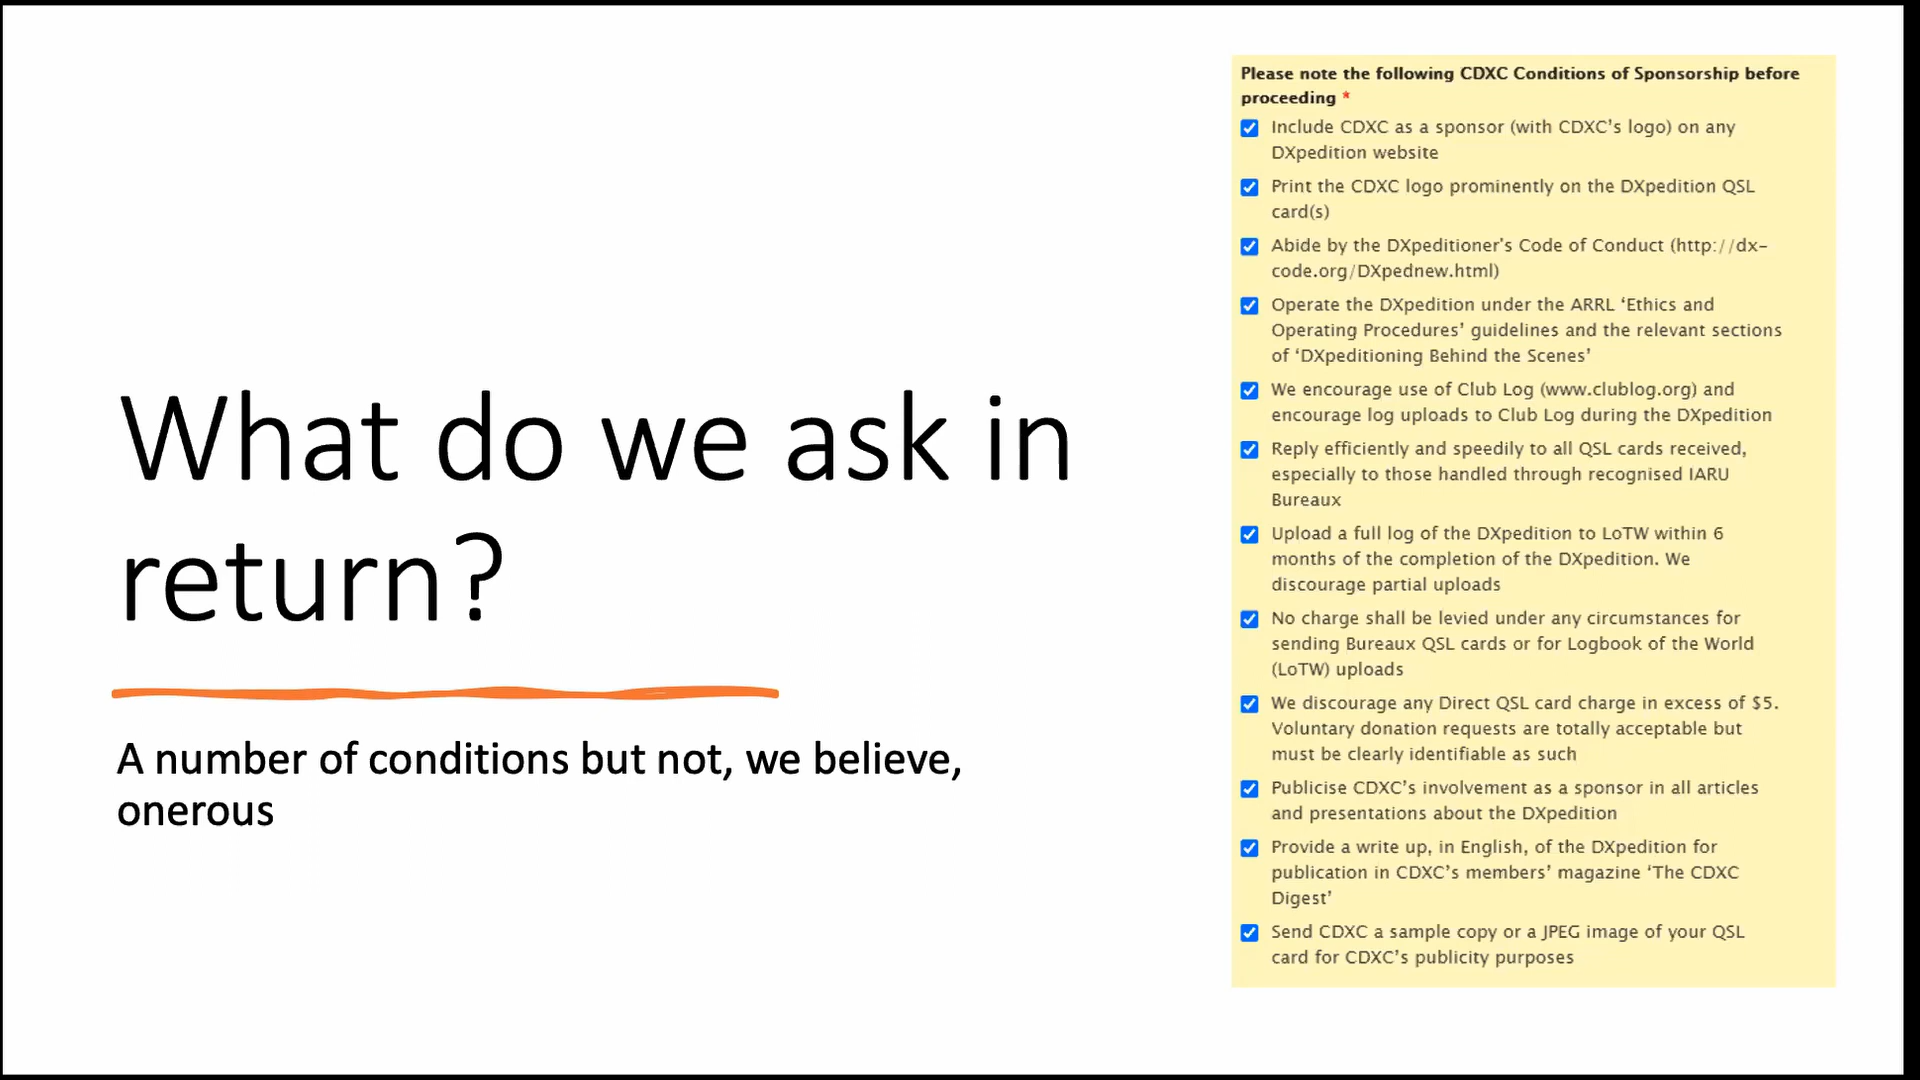 What do we ask in
return?
A number of conditions but not, we believe,
onerous
Please note the following CDXC Conditions of Sponsorship before
proceeding *
Include CDXC as a sponsor (with CDXC's logo) on any
DXpedition website
Print the CDXC logo prominently on the DXpedition QSL
card(s)
Abide by the DXpeditioner's Code of Conduct (http://dx-
code.org/DXpednew.html)
Operate the DXpedition under the ARRL ‘Ethics and
Operating Procedures’ guidelines and the relevant sections
of ‘DXpeditioning Behind the Scenes’
We encourage use of Club Log (www.clublog.org) and
encourage log uploads to Club Log during the DXpedition
Reply efficiently and speedily to all QSL cards received,
especially to those handled through recognised IARU
Bureaux
Upload a full log of the DXpedition to LoTW within 6
months of the completion of the DXpedition. We
discourage partial uploads
No charge shall be levied under any circumstances for
sending Bureaux QSL cards or for Logbook of the World
(LoTW) uploads
We discourage any Direct QSL card charge in excess of $5.
Voluntary donation requests are totally acceptable but
must be clearly identifiable as such
Publicise CDXC’s involvement as a sponsor in all articles
and presentations about the DXpedition
Provide a write up, in English, of the DXpedition for
publication in CDXC’s members’ magazine ‘The CDXC
Digest’
Send CDXC a sample copy or a JPEG image of your QSL
card for CDXC’s publicity purposes